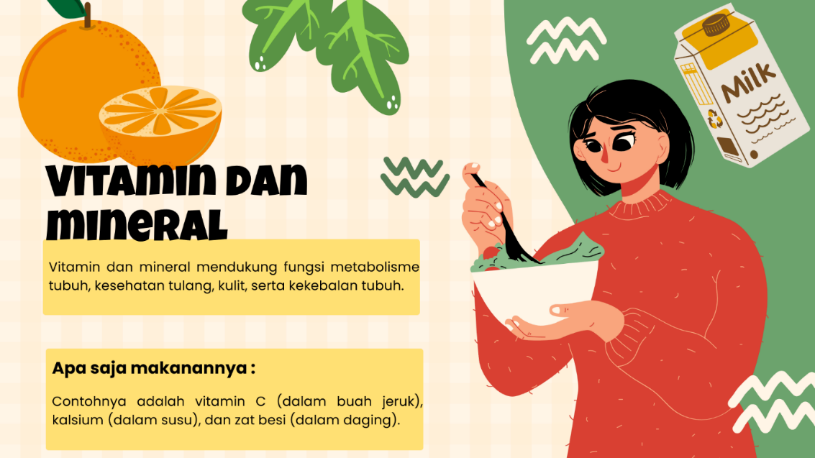 Vitamin dan
mineral
Vitamin dan mineral mendukung fungsi metabolisme
tubuh, kesehatan tulang, kulit, serta kekebalan tubuh.
Apa saja makanannya :
Contohnya adalah vitamin C (dalam buah jeruk),
kalsium (dalam susu), dan zat besi (dalam daging).
Milk